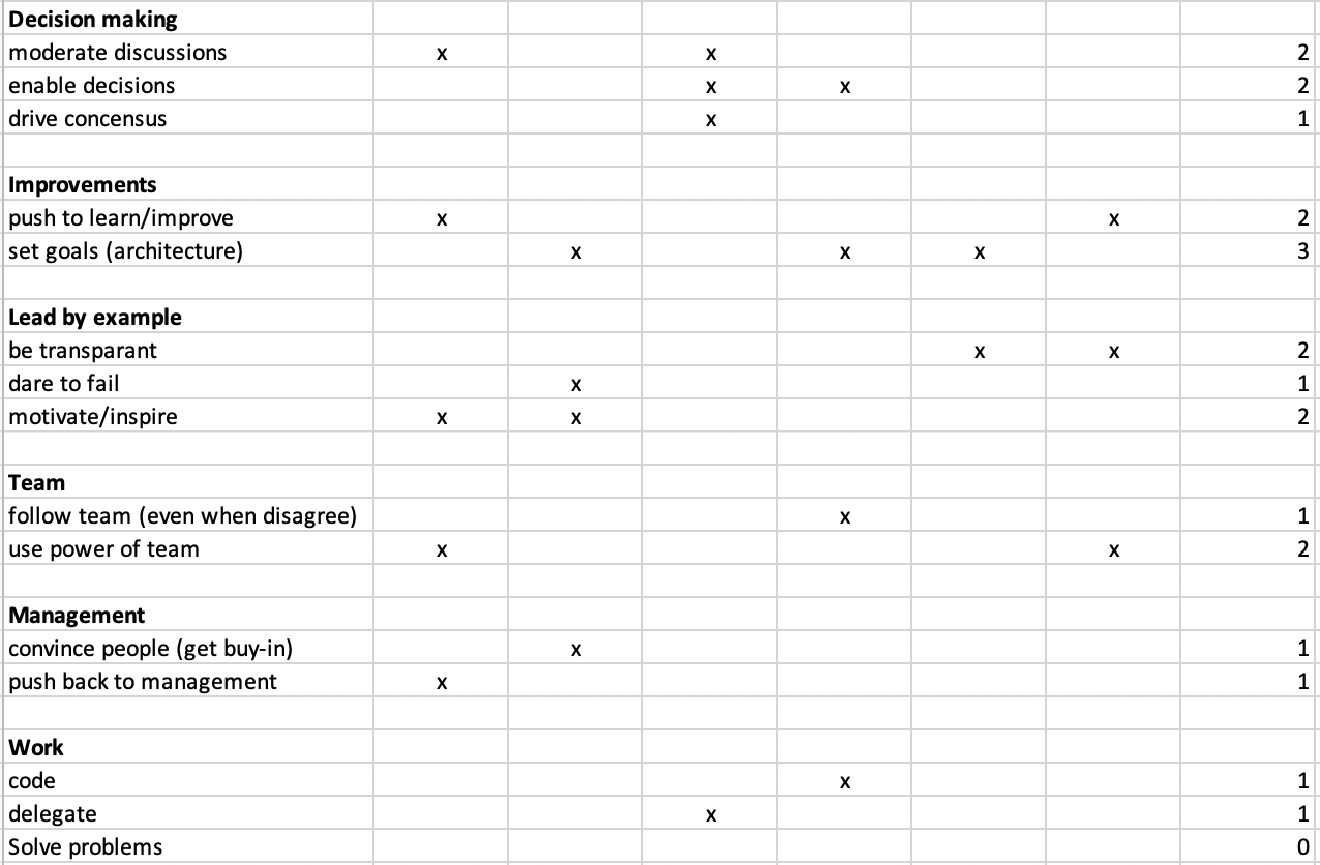 Decision making
moderate discussions x x 2
enable decisions x x 2
drive concensus x 1
Improvements
push to learn/improve x x 2
set goals (architecture) x x x 3
Lead by example
be transparant x x 2
dare to fail x 1
motivate/inspire x x 2
Team
follow team (even when disagree) x 1
use power of team x x 2
Management
convince people (get buy-in) x 1
push back to management x 1
Work
code x 1
delegate x 1
Solve problems 0